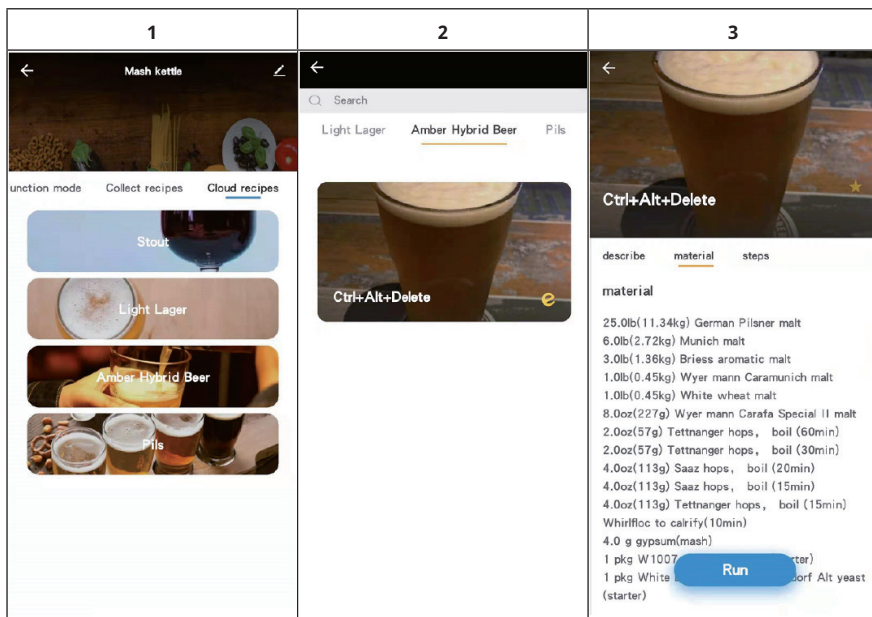 1
2
3
Mash kettle
unction mode Collect recipes Cloud recipes
Stout
Light Lager
Amber Hybrid Beer
Pils
Search
Light Lager Amber Hybrid Beer Pils
Ctrl+Alt+Delete
Ctrl+Alt+Delete
describe material steps
material
25.0lb(11.34kg) German Pilsner malt
6.0lb(2.72kg) Munich malt
3.0lb(1.36kg) Briess aromatic malt
1.0lb(0.45kg) Wyer mann Caramunich malt
1.0lb(0.45kg) White wheat malt
8.0oz(227g) Wyer mann Carafa Special II malt
2.0oz(57g) Tettnanger hops, boil (60min)
2.0oz(57g) Tettnanger hops, boil (30min)
4.0oz(113g) Saaz hops, boil (20min)
4.0oz(113g) Saaz hops, boil (15min)
4.0oz(113g) Tettnanger hops, boil (15min)
Whirlfloc to calrify(10min)
4.0 g gypsum(mash)
1 pkg W1007 rter)
Run
1 pkg White dorf Alt yeast
(starter)